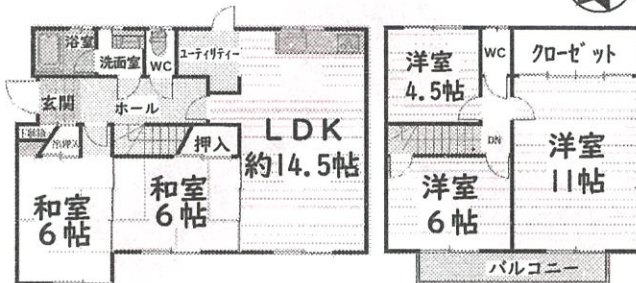 浴室
洗面室
WC
ユーティリティー
玄関
ホール
押入
LDK
約14.5帖
和室
6帖
和室
6帖
洋室
4.5帖
WC
クローゼット
DN
洋室
6帖
洋室
11帖
バルコニー